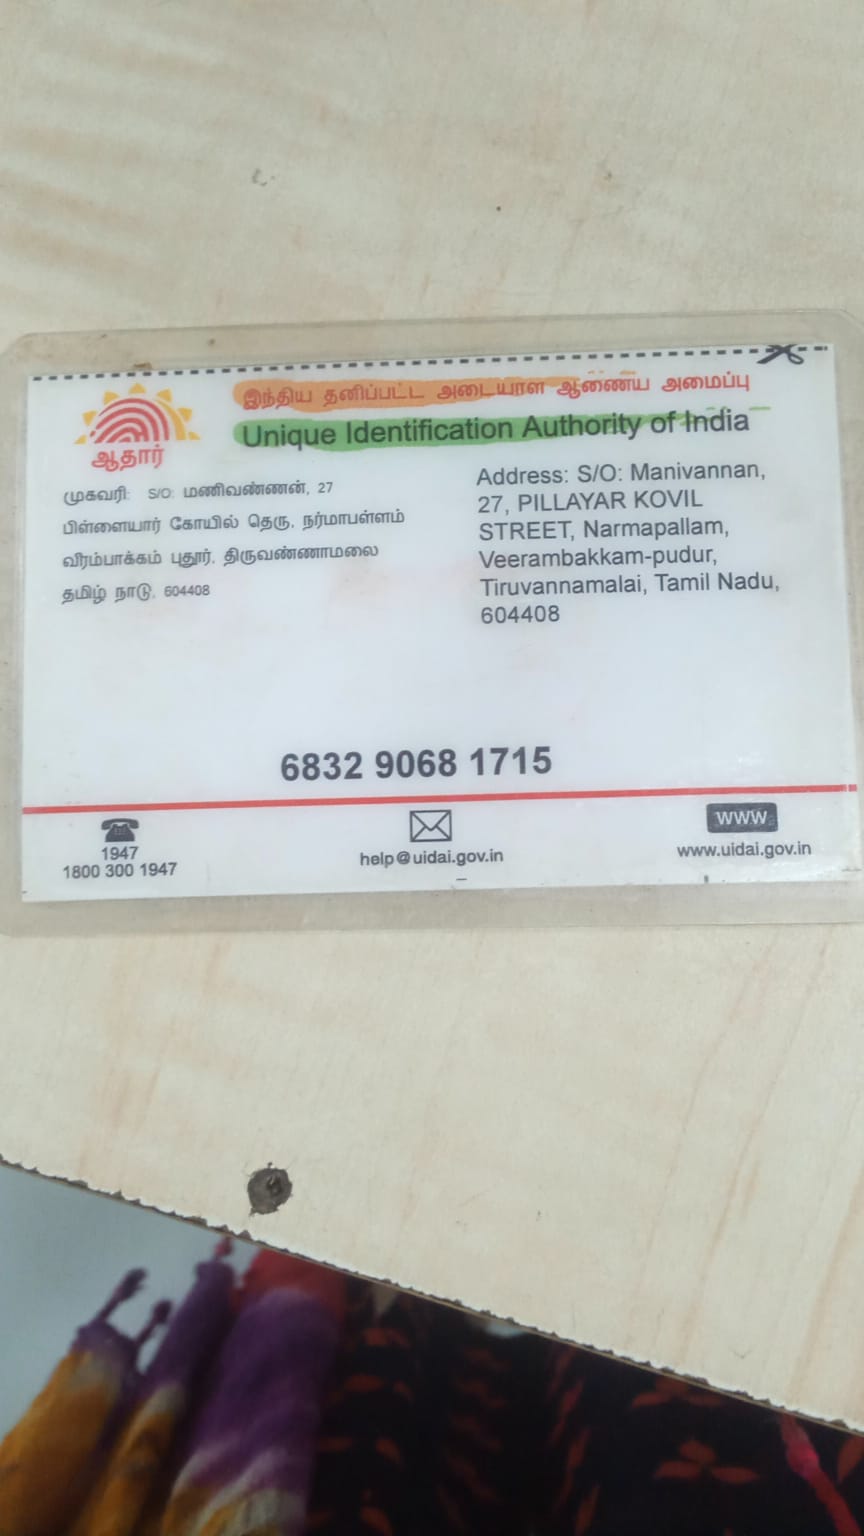 இந்திய தனிப்பட்ட அடையாள ஆணைய அமைப்பு
Unique Identification Authority of India
ஆதார்
முகவரி: S/O: மணிவண்ணன், 27
பிள்ளையார் கோயில் தெரு, நர்மாபள்ளம்
வீரம்பாக்கம் புதூர், திருவண்ணாமலை
தமிழ் நாடு, 604408
Address: S/O: Manivannan,
27, PILLAYAR KOVIL
STREET, Narmapallam,
Veerambakkam-pudur,
Tiruvannamalai, Tamil Nadu,
604408
6832 9068 1715
1947
1800 300 1947
help@uidai.gov.in
www
www.uidai.gov.in